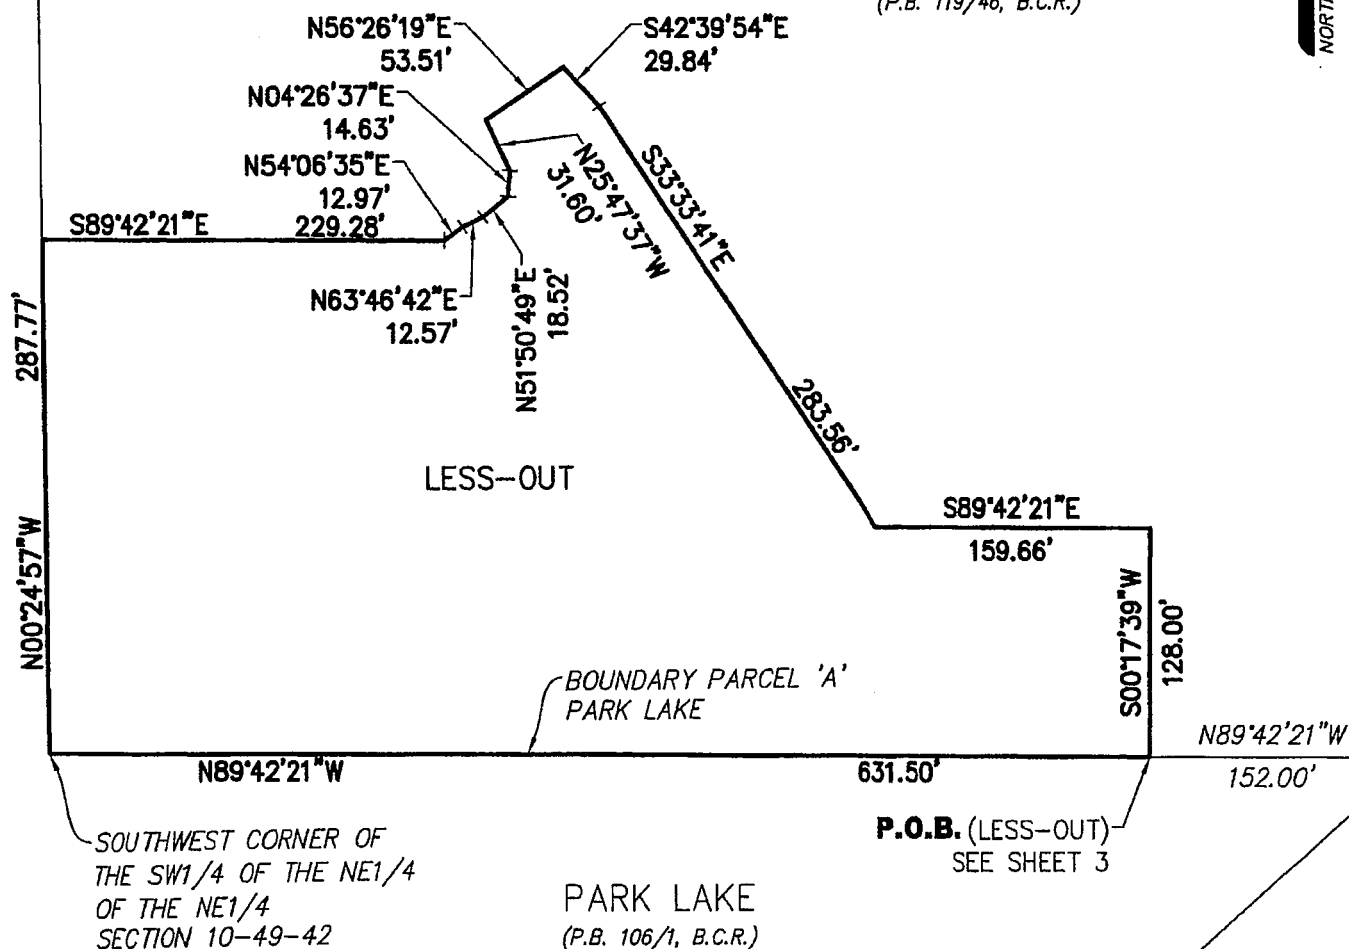 (P.B. 119/46, B.C.R.)
NORTH
N56°26'19"E
53.51'
S42°39'54"E
29.84'
N04°26'37"E
14.63'
N54°06'35"E
12.97'
S89°42'21"E
229.28'
N25°47'37"W
31.60'
S33°33'41"E
283.56'
N63°46'42"E
12.57'
N51°50'49"E
18.52'
287.77'
N00°24'57"W
LESS-OUT
S89°42'21"E
159.66'
S00°17'39"W
128.00'
BOUNDARY PARCEL 'A'
PARK LAKE
N89°42'21"W
631.50'
N89°42'21"W
152.00'
P.O.B. (LESS-OUT)
SEE SHEET 3
SOUTHWEST CORNER OF
THE SW1/4 OF THE NE1/4
OF THE NE1/4
SECTION 10-49-42
PARK LAKE
(P.B. 106/1, B.C.R.)